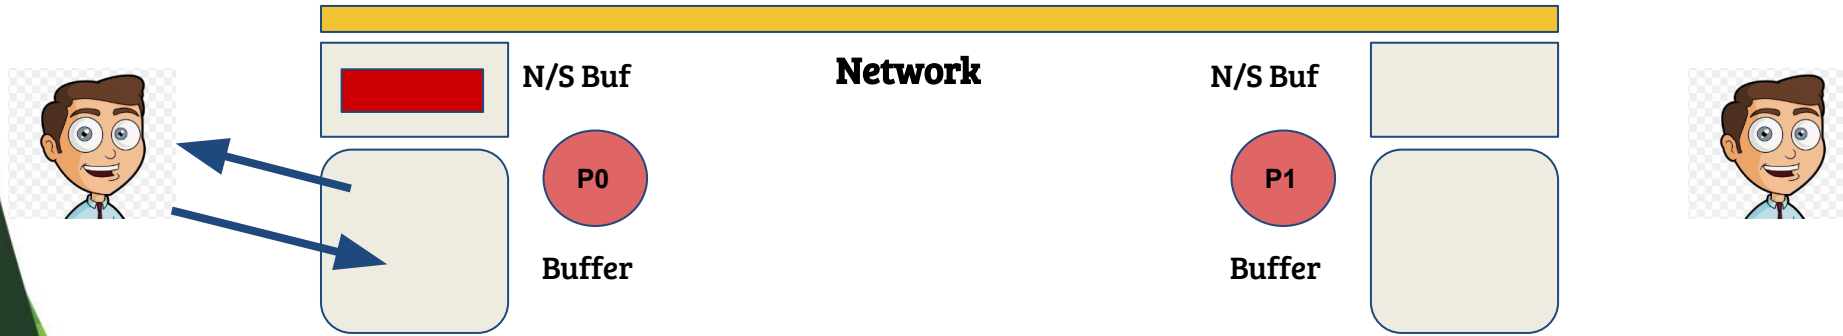 N/S Buf
Network
N/S Buf
P0
P1
Buffer
Buffer